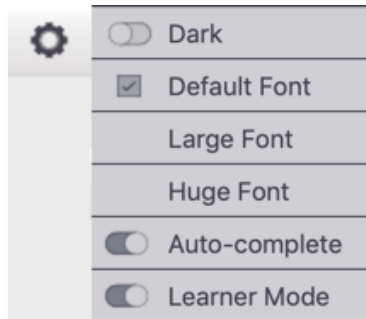 Dark
Default Font
Large Font
Huge Font
Auto-complete
Learner Mode